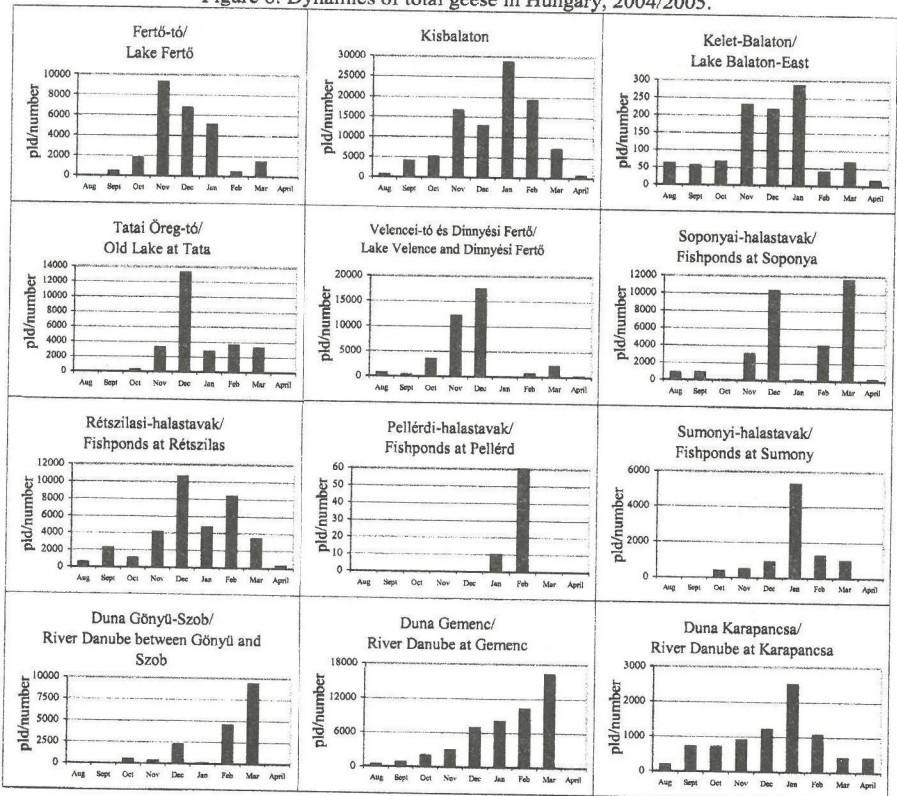 Figure 6. Dynamics of total geese in Hungary, 2004/2005.
Fertő-tó/
Lake Fertő
pld/number
10000
8000
6000
4000
2000
0
Aug Sept Oct Nov Dec Jan Feb Mar April
Kisbalaton
pld/number
30000
25000
20000
15000
10000
5000
0
Aug Sept Oct Nov Dec Jan Feb Mar April
Kelet-Balaton/
Lake Balaton-East
pld/number
300
250
200
150
100
50
0
Aug Sept Oct Nov Dec Jan Feb Mar April
Tatai Öreg-tó/
Old Lake at Tata
pld/number
14000
12000
10000
8000
6000
4000
2000
0
Aug Sept Oct Nov Dec Jan Feb Mar April
Velencei-tó és Dinnyési Fertő/
Lake Velence and Dinnyési Fertő
pld/number
20000
15000
10000
5000
0
Aug Sept Oct Nov Dec Jan Feb Mar April
Soponyai-halastavak/
Fishponds at Soponya
pld/number
12000
10000
8000
6000
4000
2000
0
Aug Sept Oct Nov Dec Jan Feb Mar April
Rétszilasi-halastavak/
Fishponds at Rétszilas
pld/number
12000
10000
8000
6000
4000
2000
0
Aug Sept Oct Nov Dec Jan Feb Mar April
Pellérdi-halastavak/
Fishponds at Pellérd
pld/number
60
50
40
30
20
10
0
Aug Sept Oct Nov Dec Jan Feb Mar April
Sumonyi-halastavak/
Fishponds at Sumony
pld/number
6000
4000
2000
0
Aug Sept Oct Nov Dec Jan Feb Mar April
Duna Gönyü-Szob/
River Danube between Gönyü and
Szob
pld/number
10000
7500
5000
2500
0
Aug Sept Oct Nov Dec Jan Feb Mar April
Duna Gemenc/
River Danube at Gemenc
pld/number
18000
12000
6000
0
Aug Sept Oct Nov Dec Jan Feb Mar April
Duna Karapancsa/
River Danube at Karapancsa
pld/number
3000
2000
1000
0
Aug Sept Oct Nov Dec Jan Feb Mar April